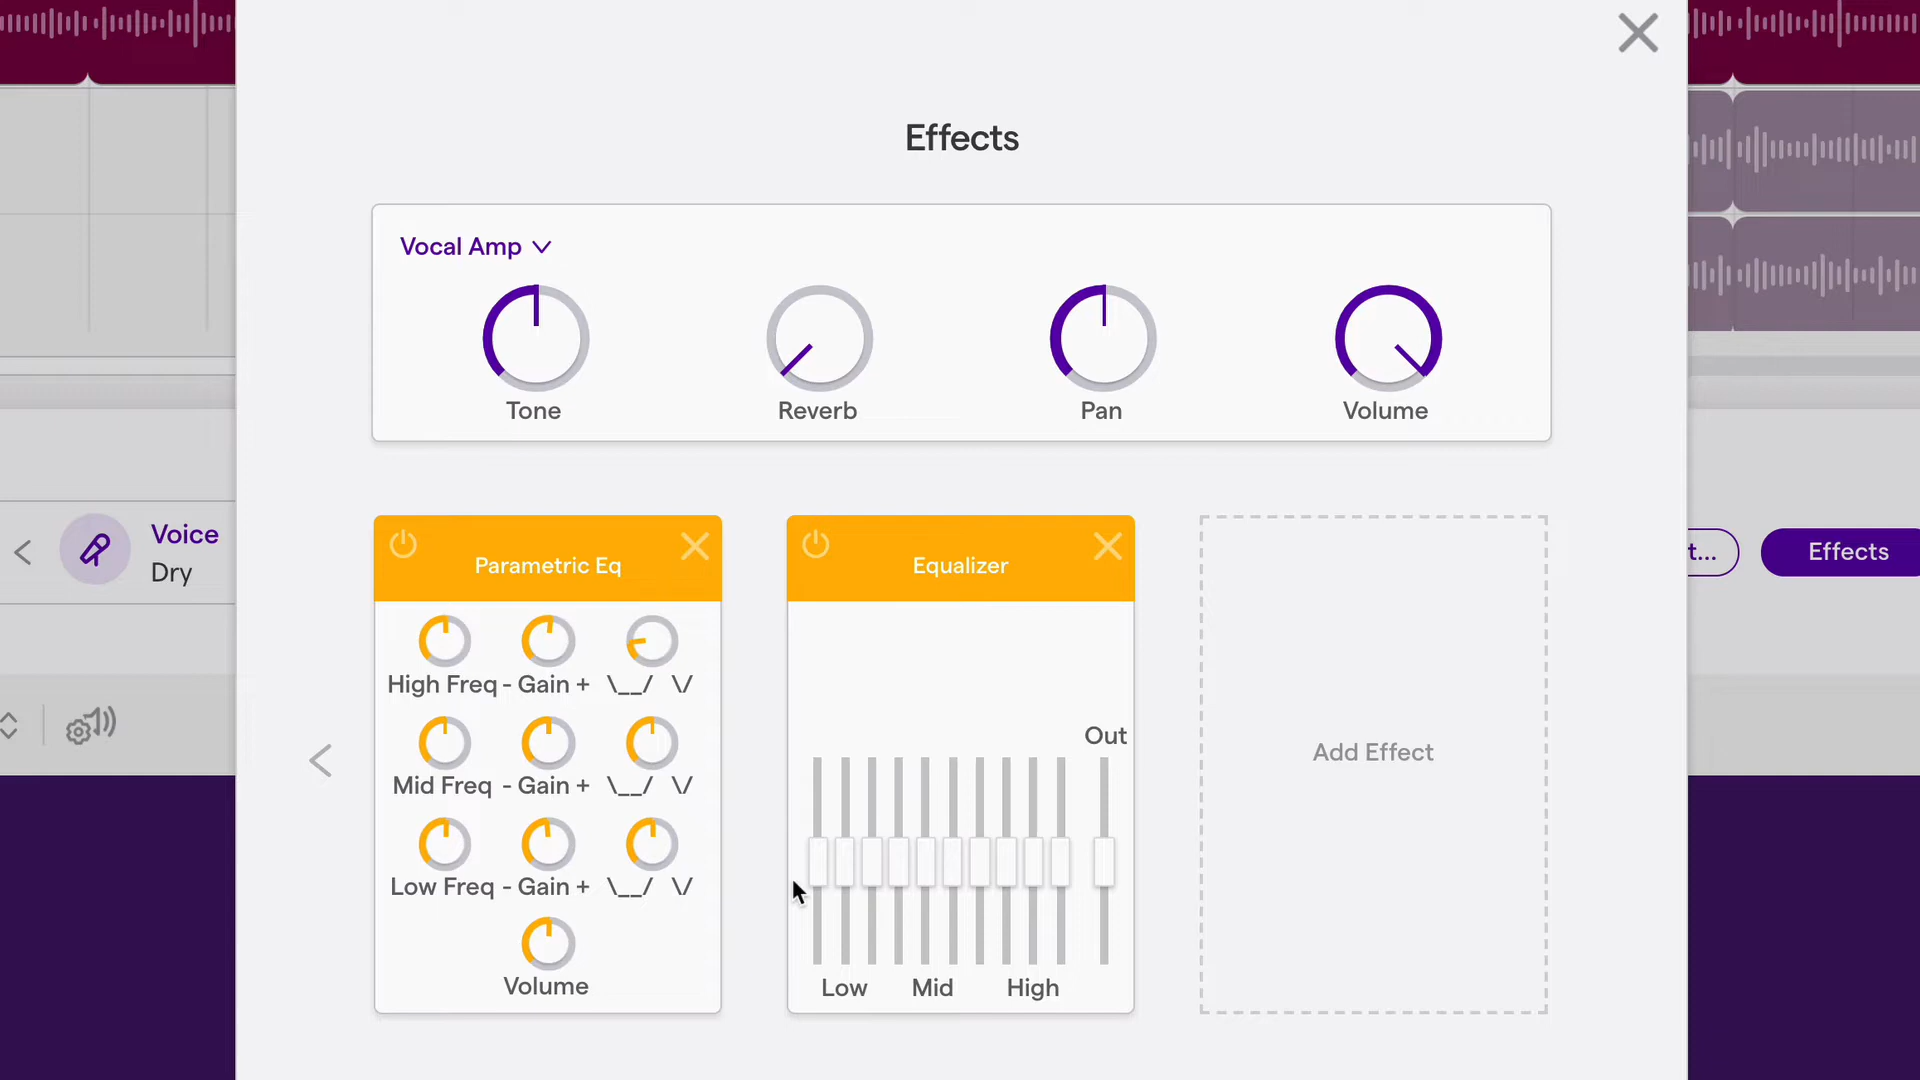 Effects
Vocal Amp
Tone Reverb Pan Volume
Voice
Dry
t...
Effects
Parametric Eq
High Freq - Gain + \__/ \/
Mid Freq - Gain + \__/ \/
Low Freq - Gain + \__/ \/
Volume
Equalizer
Out
Low Mid High
Add Effect